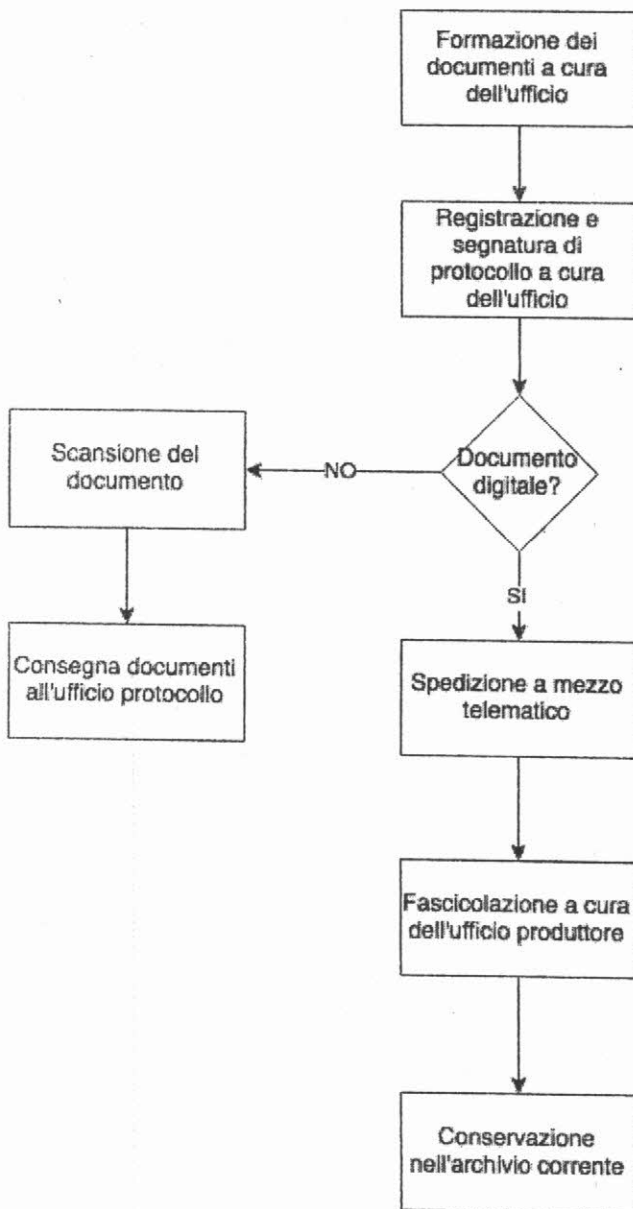 Formazione dei
documenti a cura
dell'ufficio
Registrazione e
segnatura di
protocollo a cura
dell'ufficio
Documento
digitale?
NO
Scansione del
documento
Consegna documenti
all'ufficio protocollo
SI
Spedizione a mezzo
telematico
Fascicolazione a cura
dell'ufficio produttore
Conservazione
nell'archivio corrente